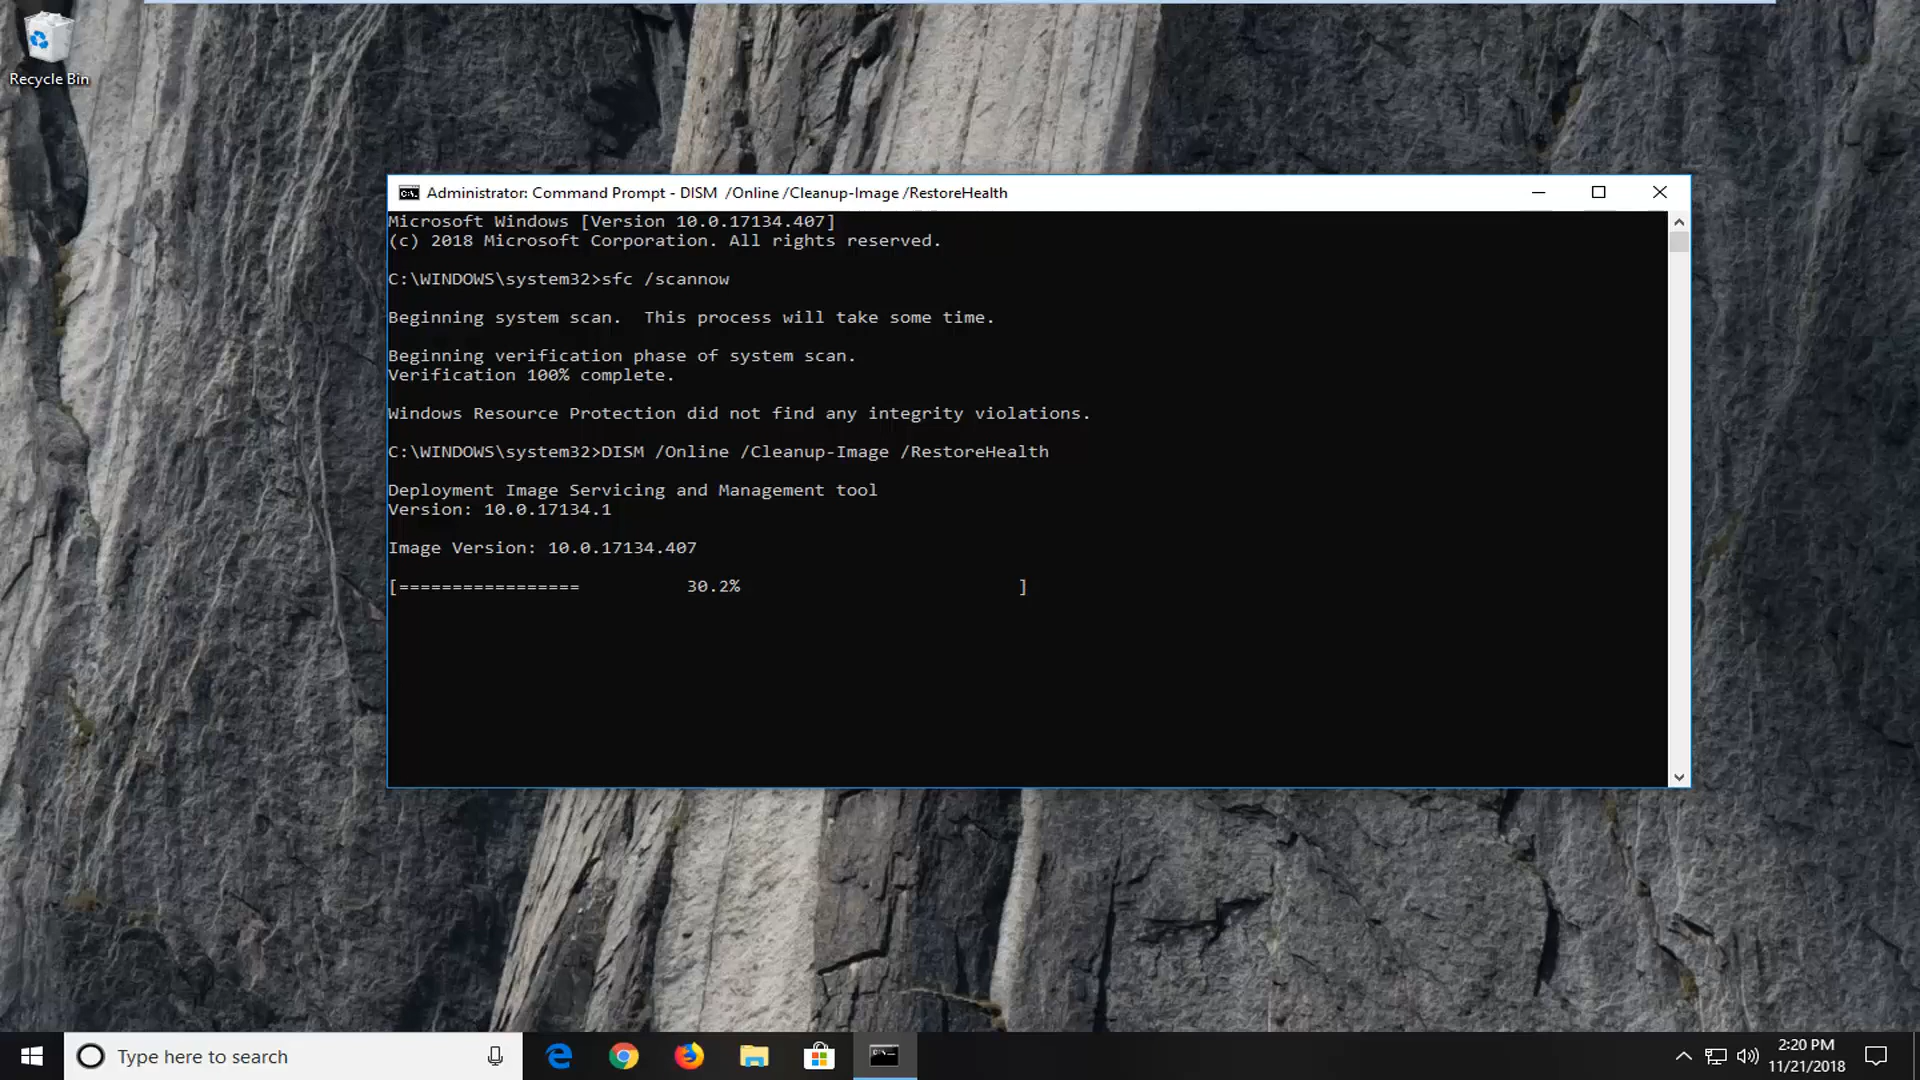 Recycle Bin
Administrator: Command Prompt - DISM  /Online /Cleanup-Image /RestoreHealth
Microsoft Windows [Version 10.0.17134.407]
(c) 2018 Microsoft Corporation. All rights reserved.
C:\WINDOWS\system32>sfc /scannow
Beginning system scan.  This process will take some time.
Beginning verification phase of system scan.
Verification 100% complete.
Windows Resource Protection did not find any integrity violations.
C:\WINDOWS\system32>DISM /Online /Cleanup-Image /RestoreHealth
Deployment Image Servicing and Management tool
Version: 10.0.17134.1
Image Version: 10.0.17134.407
[=================          30.2%                          ]
Type here to search
2:20 PM
11/21/2018